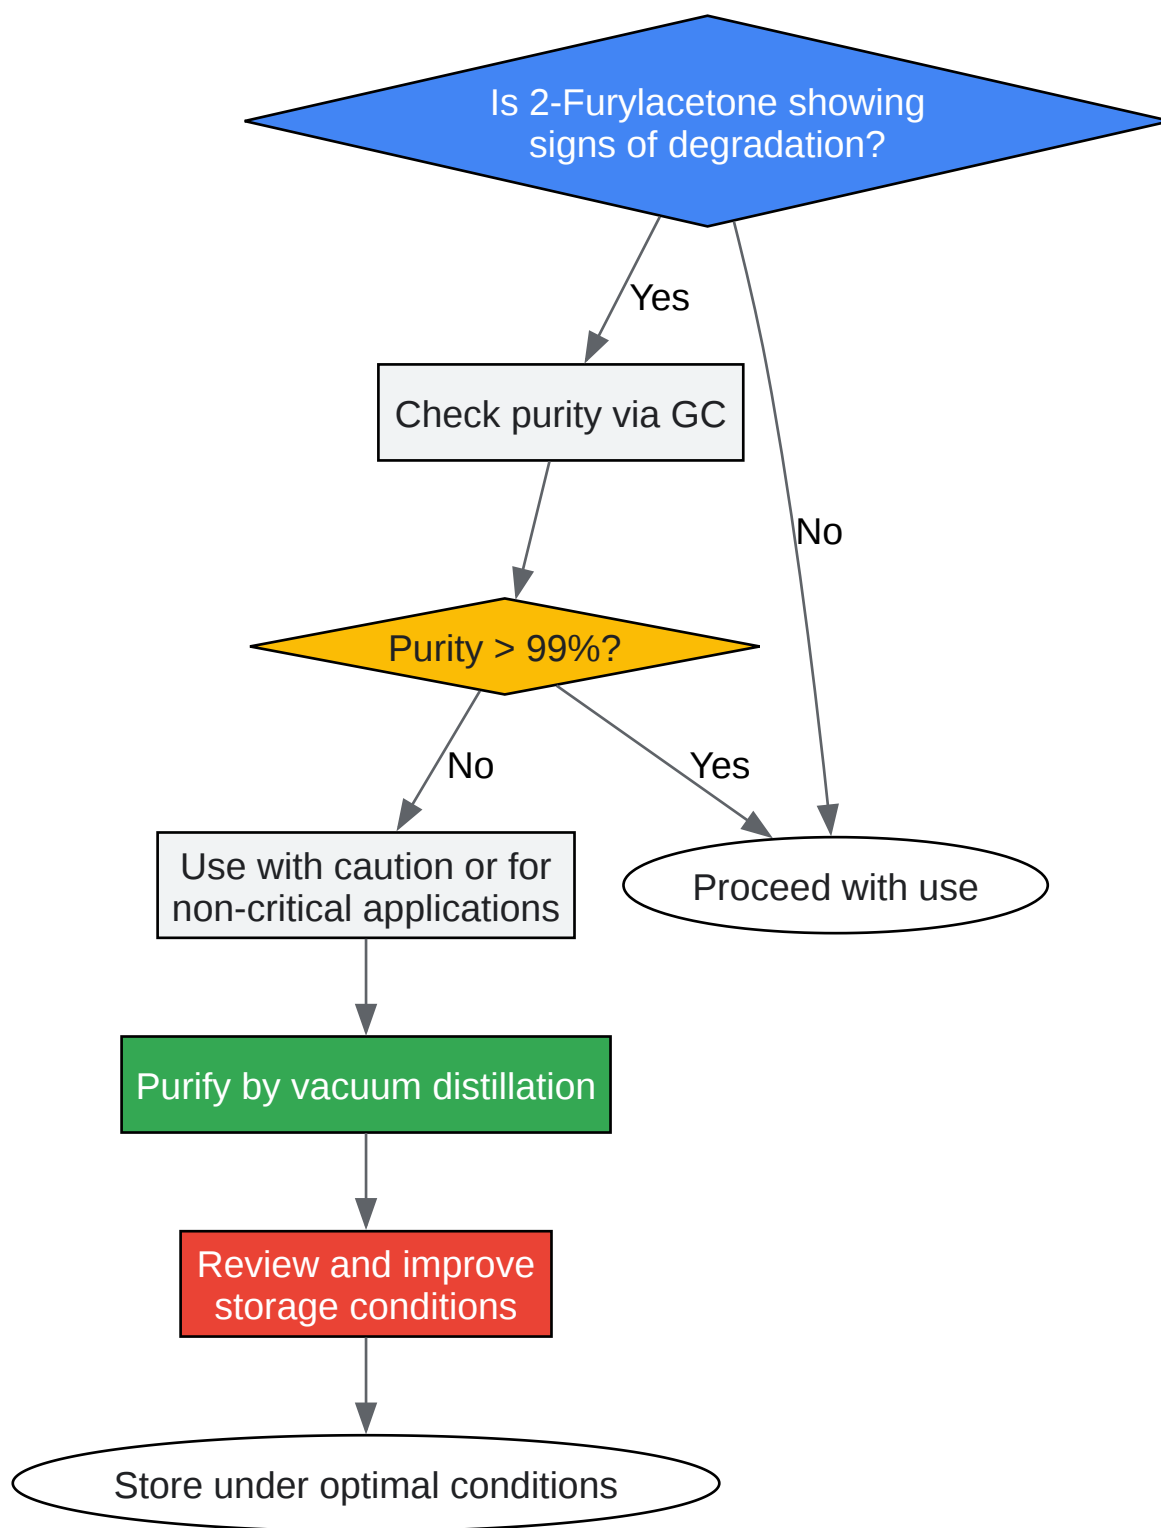 Is 2-Furylacetone showing
signs of degradation?
Yes
Check purity via GC
No
Purity > 99%?
No
Yes
Use with caution or for
non-critical applications
Proceed with use
Purify by vacuum distillation
Review and improve
storage conditions
Store under optimal conditions